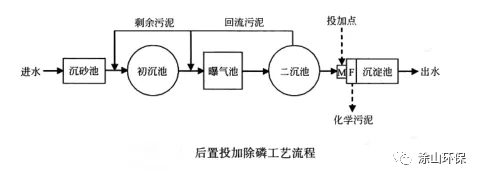 剩余污泥
回流污泥
投加点
进水
沉砂池
初沉池
曝气池
二沉池
M
F
沉淀池
出水
化学污泥
后置投加除磷工艺流程
涂山环保